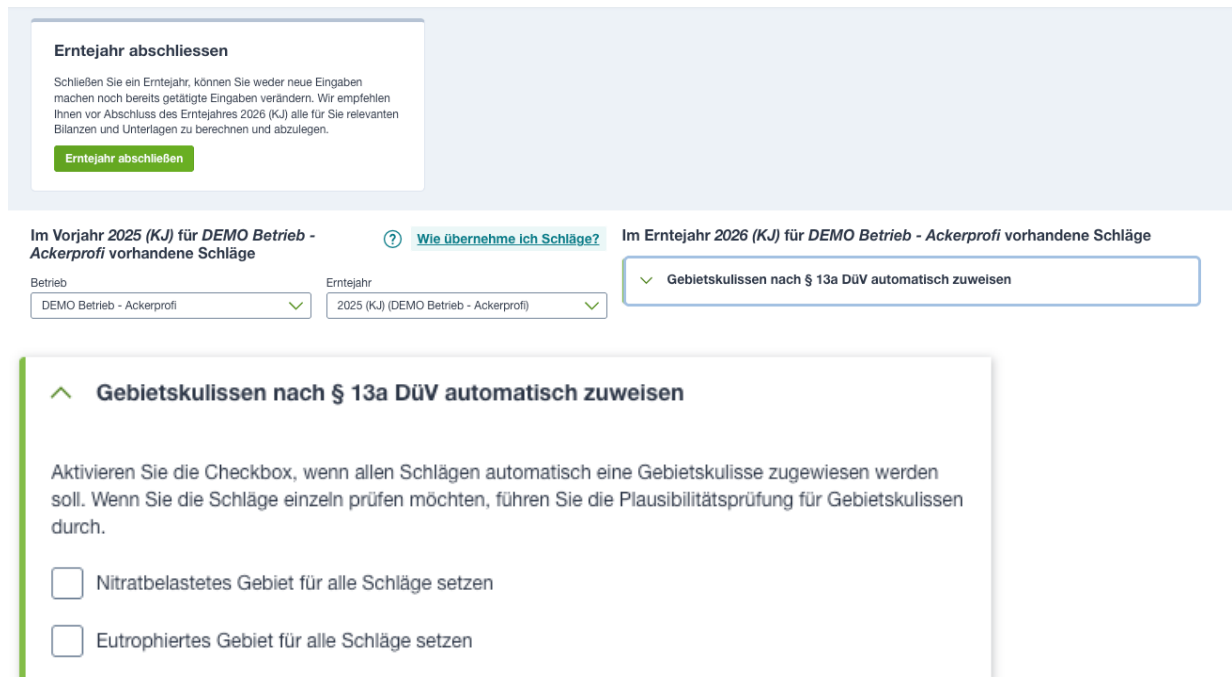 Erntejahr abschliessen
Schließen Sie ein Erntejahr, können Sie weder neue Eingaben
machen noch bereits getätigte Eingaben verändern. Wir empfehlen
Ihnen vor Abschluss des Erntejahres 2026 (KJ) alle für Sie relevanten
Bilanzen und Unterlagen zu berechnen und abzulegen.
Erntejahr abschließen
Im Vorjahr 2025 (KJ) für DEMO Betrieb -
Ackerprofi vorhandene Schläge
Wie übernehme ich Schläge?
Betrieb
DEMO Betrieb - Ackerprofi
Erntejahr
2025 (KJ) (DEMO Betrieb - Ackerprofi)
Im Erntejahr 2026 (KJ) für DEMO Betrieb - Ackerprofi vorhandene Schläge
Gebietskulissen nach § 13a DüV automatisch zuweisen
Gebietskulissen nach § 13a DüV automatisch zuweisen
Aktivieren Sie die Checkbox, wenn allen Schlägen automatisch eine Gebietskulisse zugewiesen werden
soll. Wenn Sie die Schläge einzeln prüfen möchten, führen Sie die Plausibilitätsprüfung für Gebietskulissen
durch.
Nitratbelastetes Gebiet für alle Schläge setzen
Eutrophiertes Gebiet für alle Schläge setzen